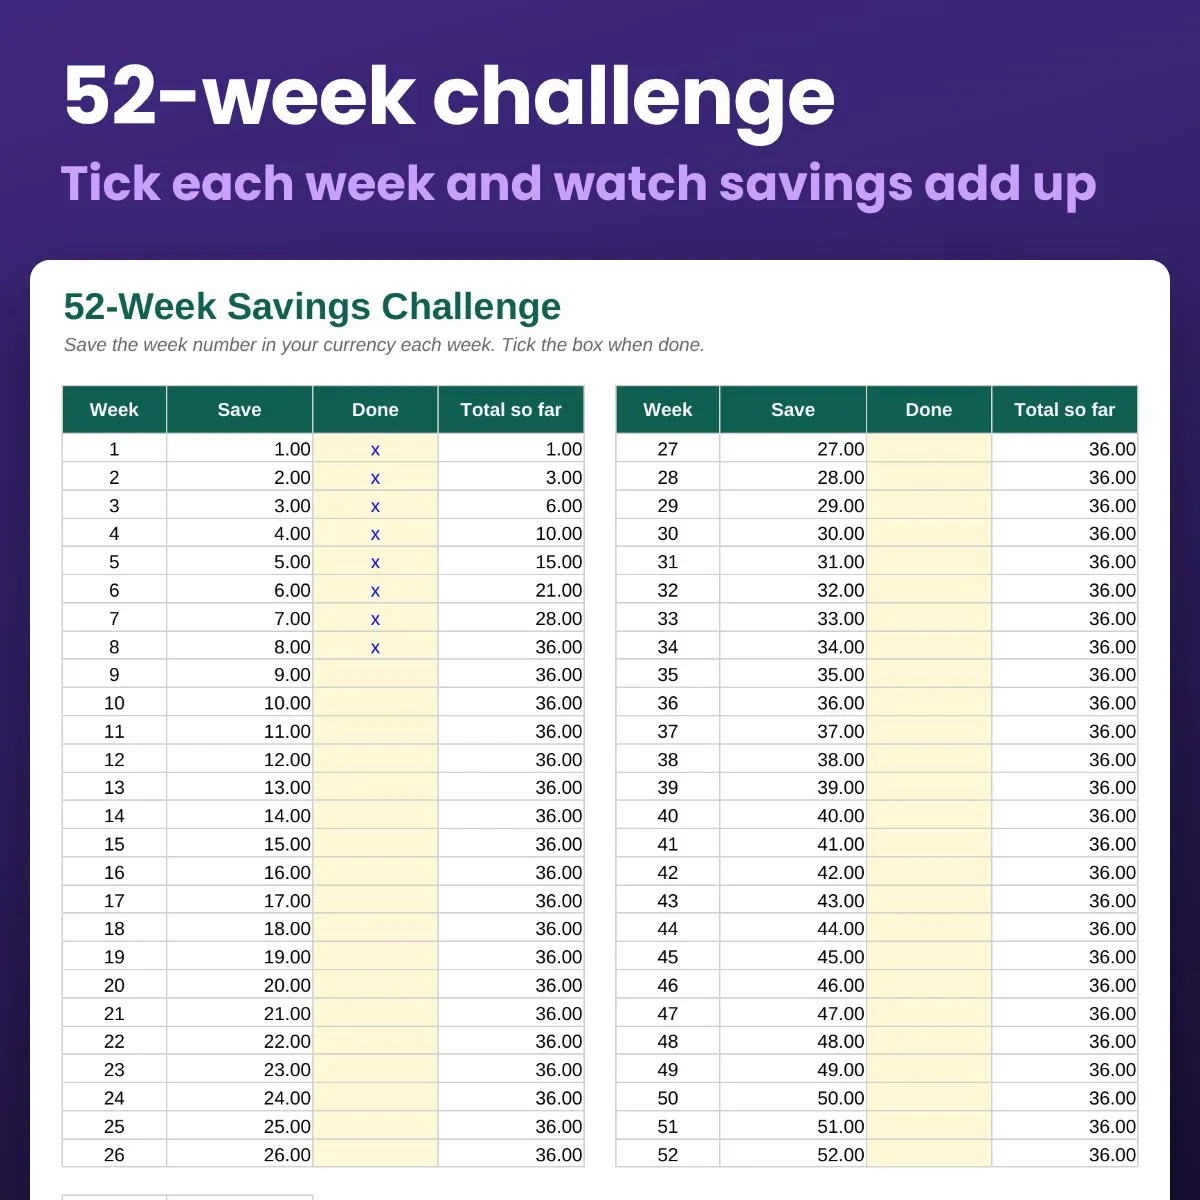 52-week challenge
Tick each week and watch savings add up
52-Week Savings Challenge
Save the week number in your currency each week. Tick the box when done.
Week Save Done Total so far Week Save Done Total so far
1 1.00 x 1.00 27 27.00 36.00
2 2.00 x 3.00 28 28.00 36.00
3 3.00 x 6.00 29 29.00 36.00
4 4.00 x 10.00 30 30.00 36.00
5 5.00 x 15.00 31 31.00 36.00
6 6.00 x 21.00 32 32.00 36.00
7 7.00 x 28.00 33 33.00 36.00
8 8.00 x 36.00 34 34.00 36.00
9 9.00 36.00 35 35.00 36.00
10 10.00 36.00 36 36.00 36.00
11 11.00 36.00 37 37.00 36.00
12 12.00 36.00 38 38.00 36.00
13 13.00 36.00 39 39.00 36.00
14 14.00 36.00 40 40.00 36.00
15 15.00 36.00 41 41.00 36.00
16 16.00 36.00 42 42.00 36.00
17 17.00 36.00 43 43.00 36.00
18 18.00 36.00 44 44.00 36.00
19 19.00 36.00 45 45.00 36.00
20 20.00 36.00 46 46.00 36.00
21 21.00 36.00 47 47.00 36.00
22 22.00 36.00 48 48.00 36.00
23 23.00 36.00 49 49.00 36.00
24 24.00 36.00 50 50.00 36.00
25 25.00 36.00 51 51.00 36.00
26 26.00 36.00 52 52.00 36.00